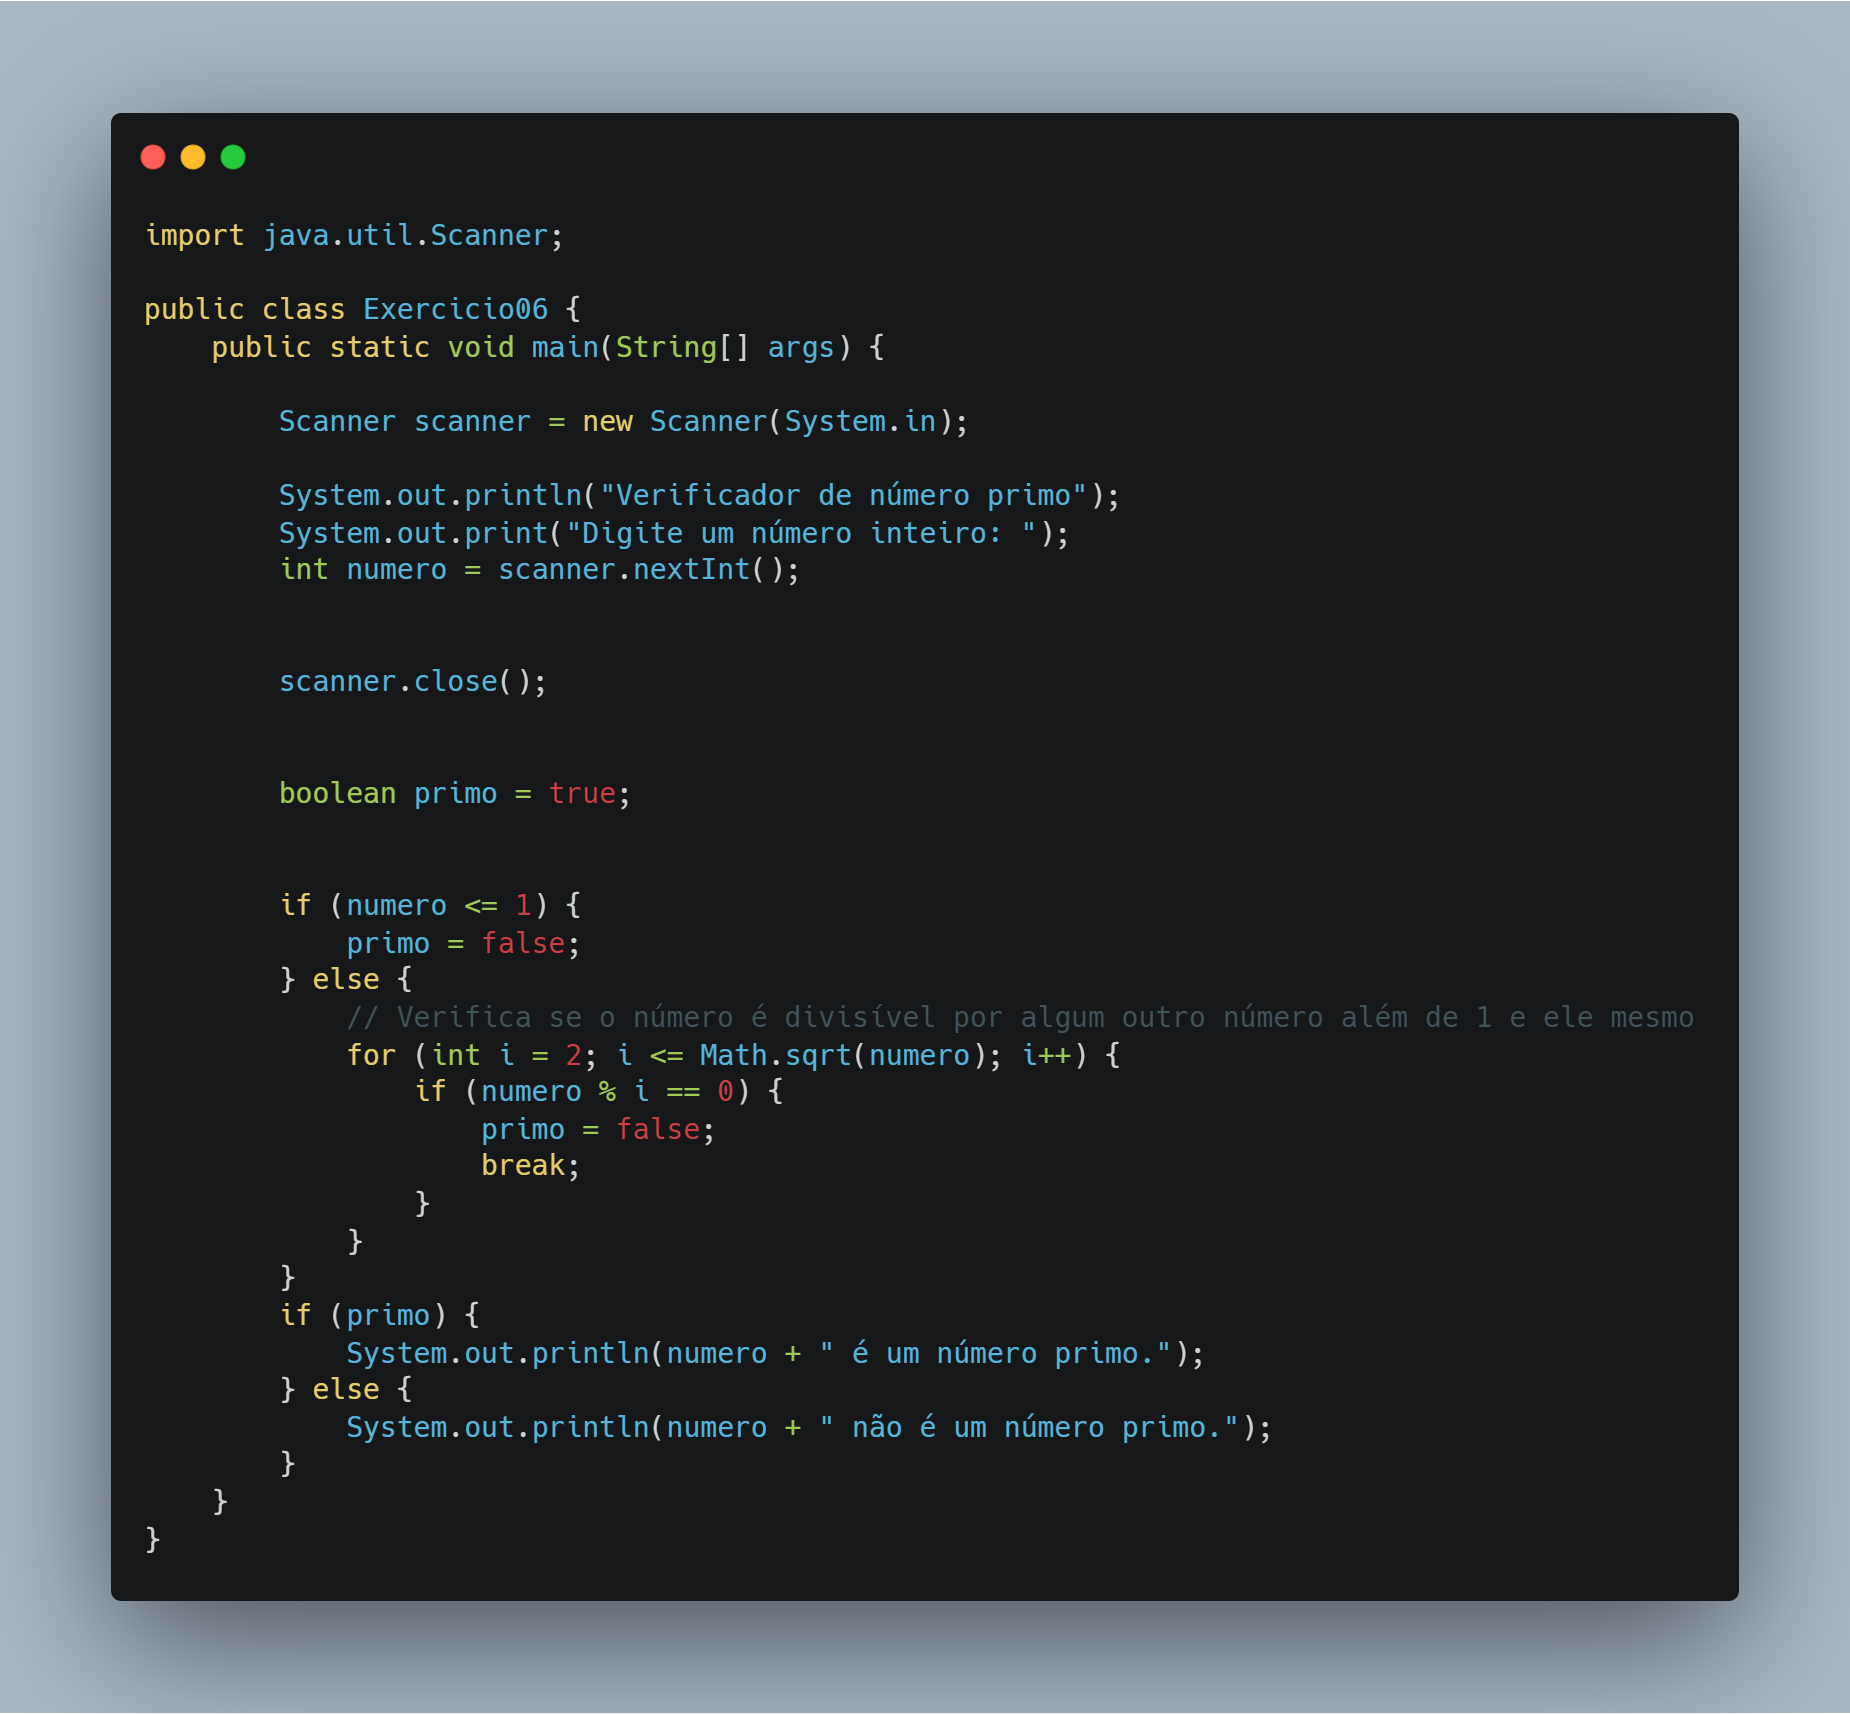 import java.util.Scanner;
public class Exercicio06 {
    public static void main(String[] args) {
        Scanner scanner = new Scanner(System.in);
        System.out.println("Verificador de número primo");
        System.out.print("Digite um número inteiro: ");
        int numero = scanner.nextInt();
        scanner.close();
        boolean primo = true;
        if (numero <= 1) {
            primo = false;
        } else {
            // Verifica se o número é divisível por algum outro número além de 1 e ele mesmo
            for (int i = 2; i <= Math.sqrt(numero); i++) {
                if (numero % i == 0) {
                    primo = false;
                    break;
                }
            }
        }
        if (primo) {
            System.out.println(numero + " é um número primo.");
        } else {
            System.out.println(numero + " não é um número primo.");
        }
    }
}